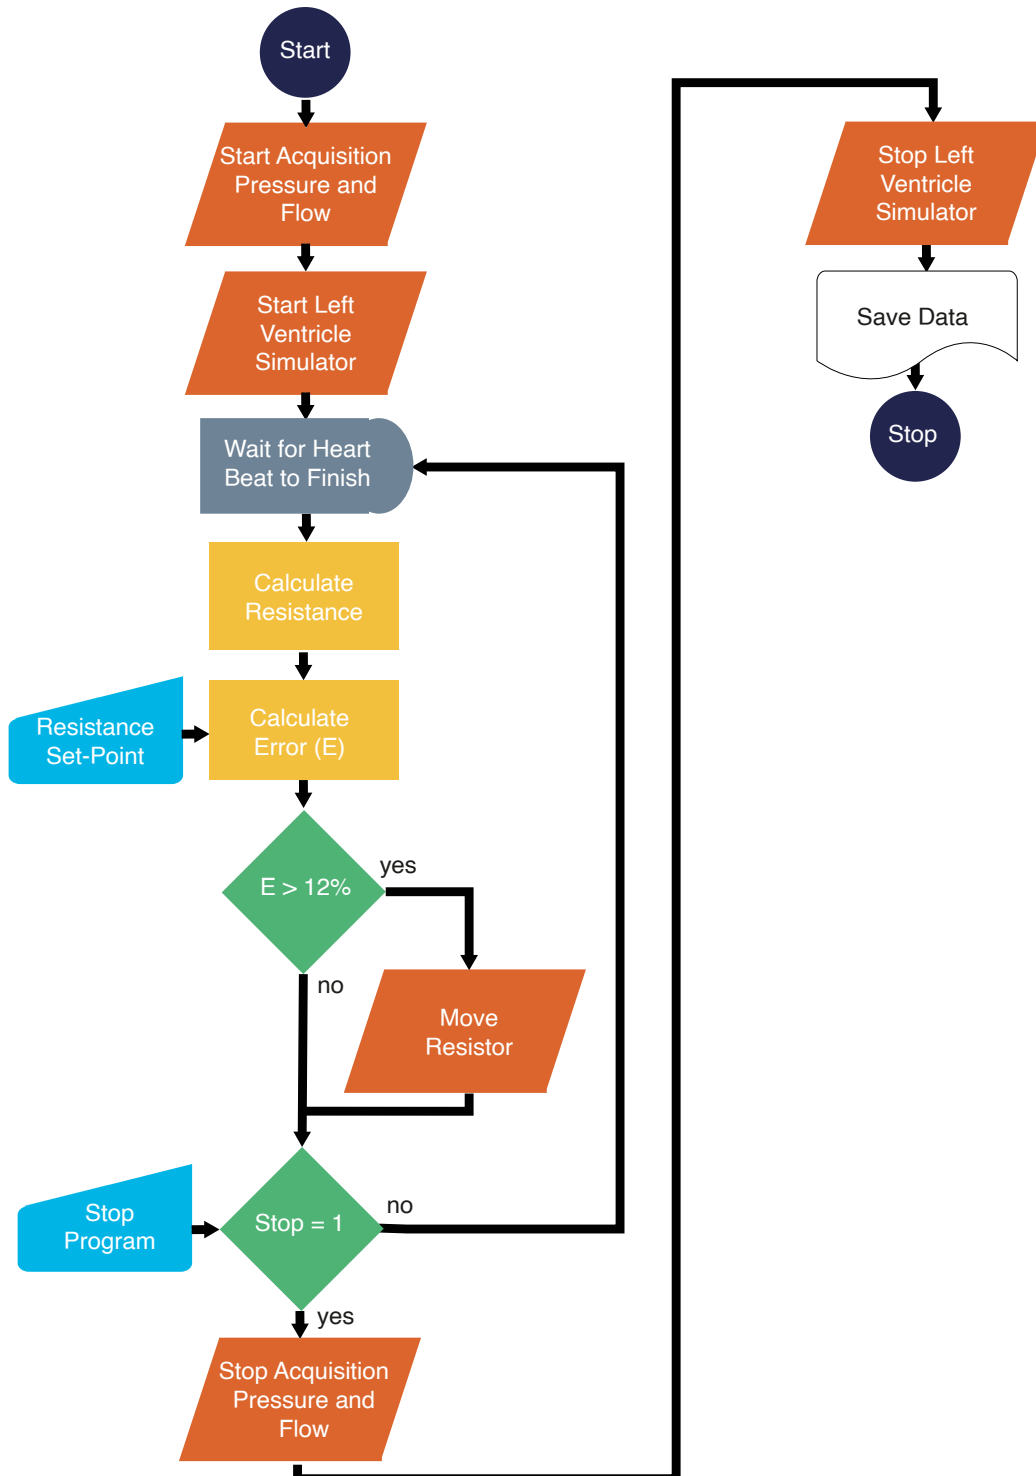 Start
Start Acquisition
Pressure and
Flow
Start Left
Ventricle
Simulator
Wait for Heart
Beat to Finish
Calculate
Resistance
Resistance
Set-Point
Calculate
Error (E)
E > 12%
yes
no
Move
Resistor
Stop
Program
Stop = 1
no
yes
Stop Acquisition
Pressure and
Flow
Stop Left
Ventricle
Simulator
Save Data
Stop